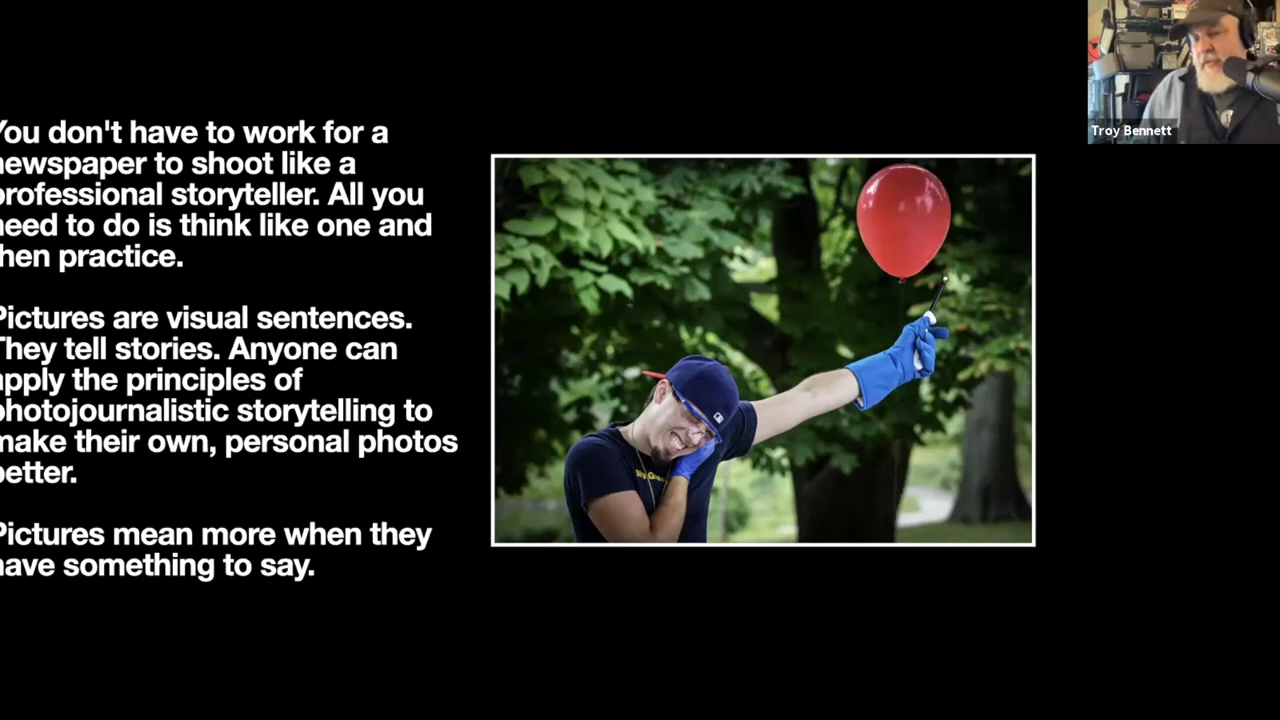 You don't have to work for a
newspaper to shoot like a
professional storyteller. All you
need to do is think like one and
then practice.
Pictures are visual sentences.
They tell stories. Anyone can
apply the principles of
photojournalistic storytelling to
make their own, personal photos
better.
Pictures mean more when they
have something to say.
Troy Bennett